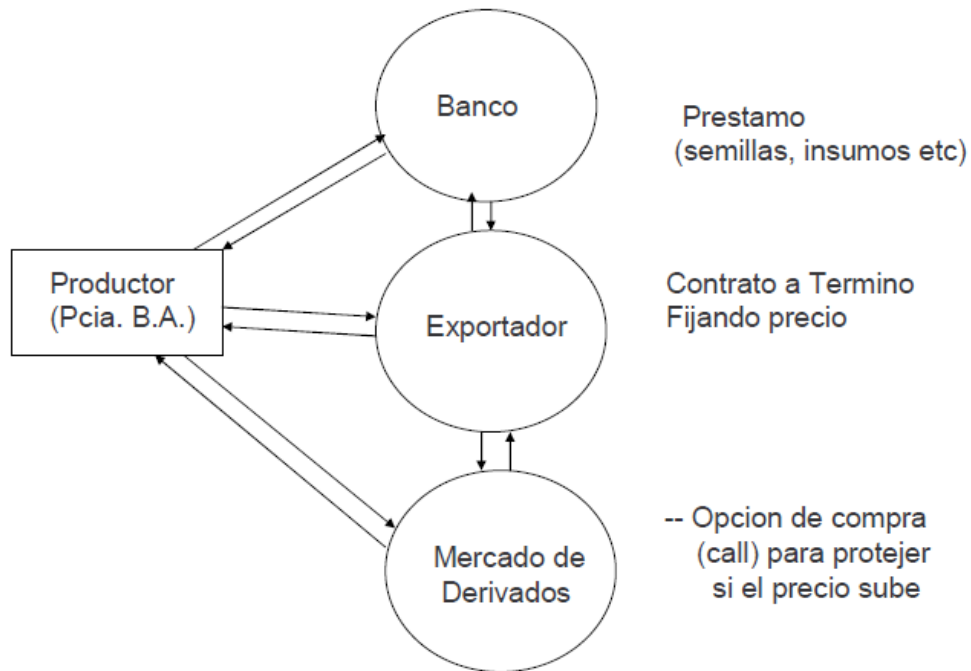 Banco
Prestamo
(semillas, insumos etc)
Productor
(Pcia. B.A.)
Exportador
Contrato a Termino
Fijando precio
Mercado de
Derivados
-- Opcion de compra
(call) para protejer
si el precio sube